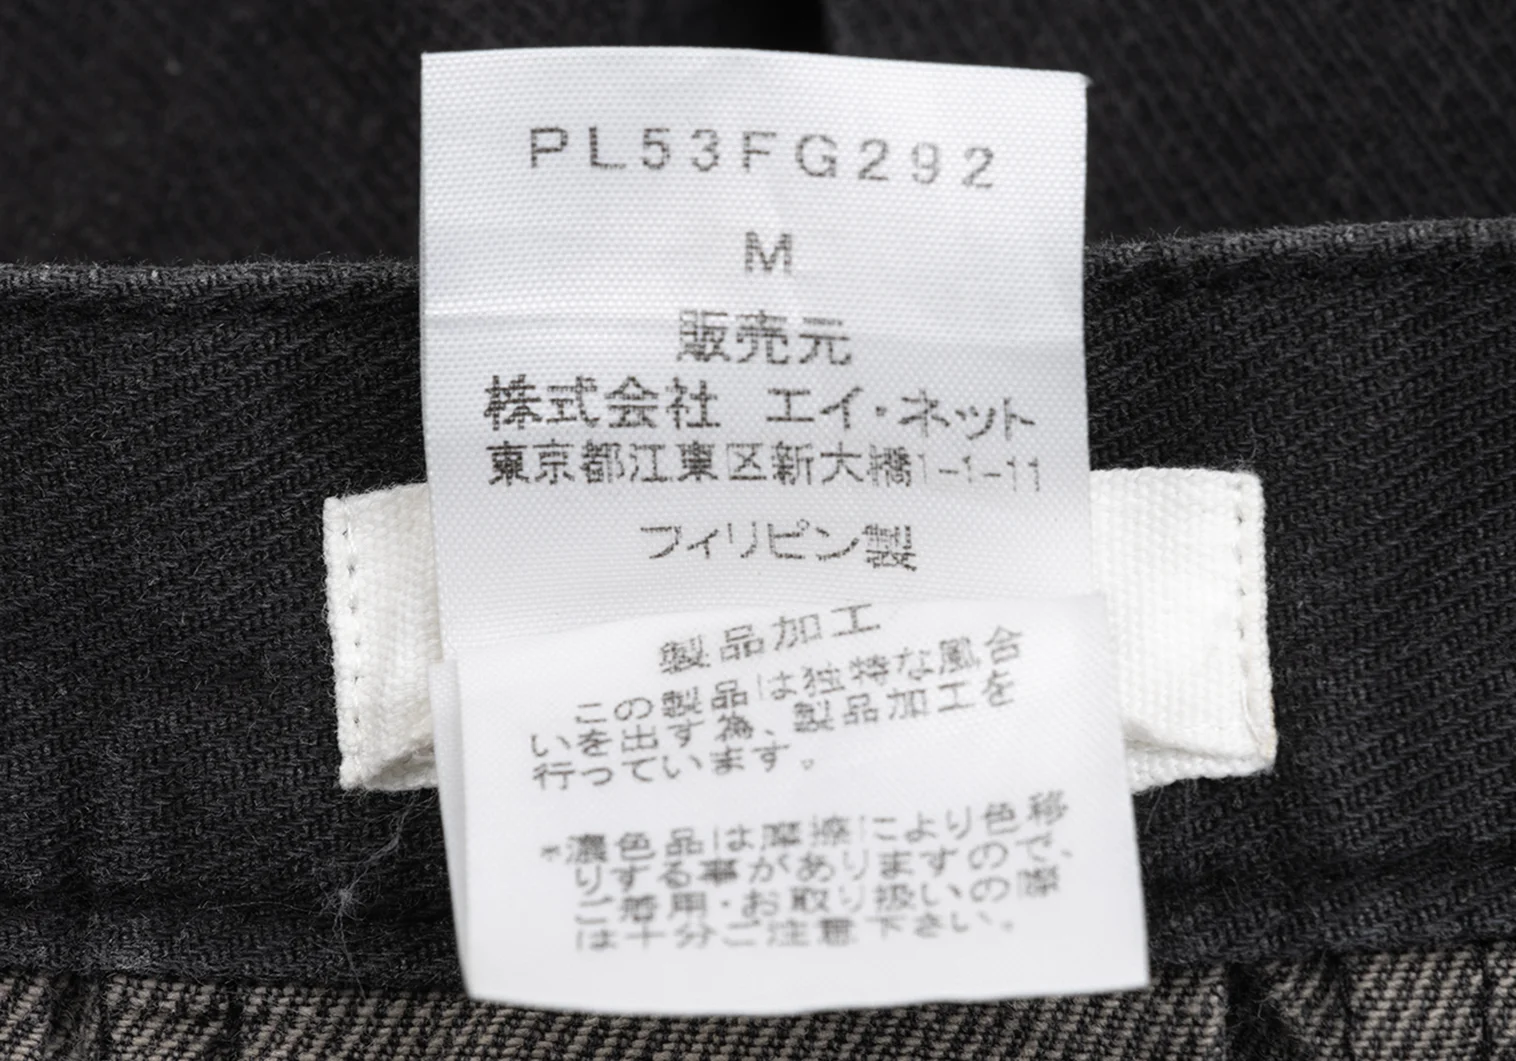 PL53FG292
M
販売元
株式会社 エイ・ネット
東京都江東区新大橋1-1-11
フィリピン製
製品加工
この製品は独特な風合
いを出す為、製品加工を
行っています。
*濃色品は摩擦により色移
りする事がありますので、
ご着用・お取り扱いの際
は十分ご注意下さい。